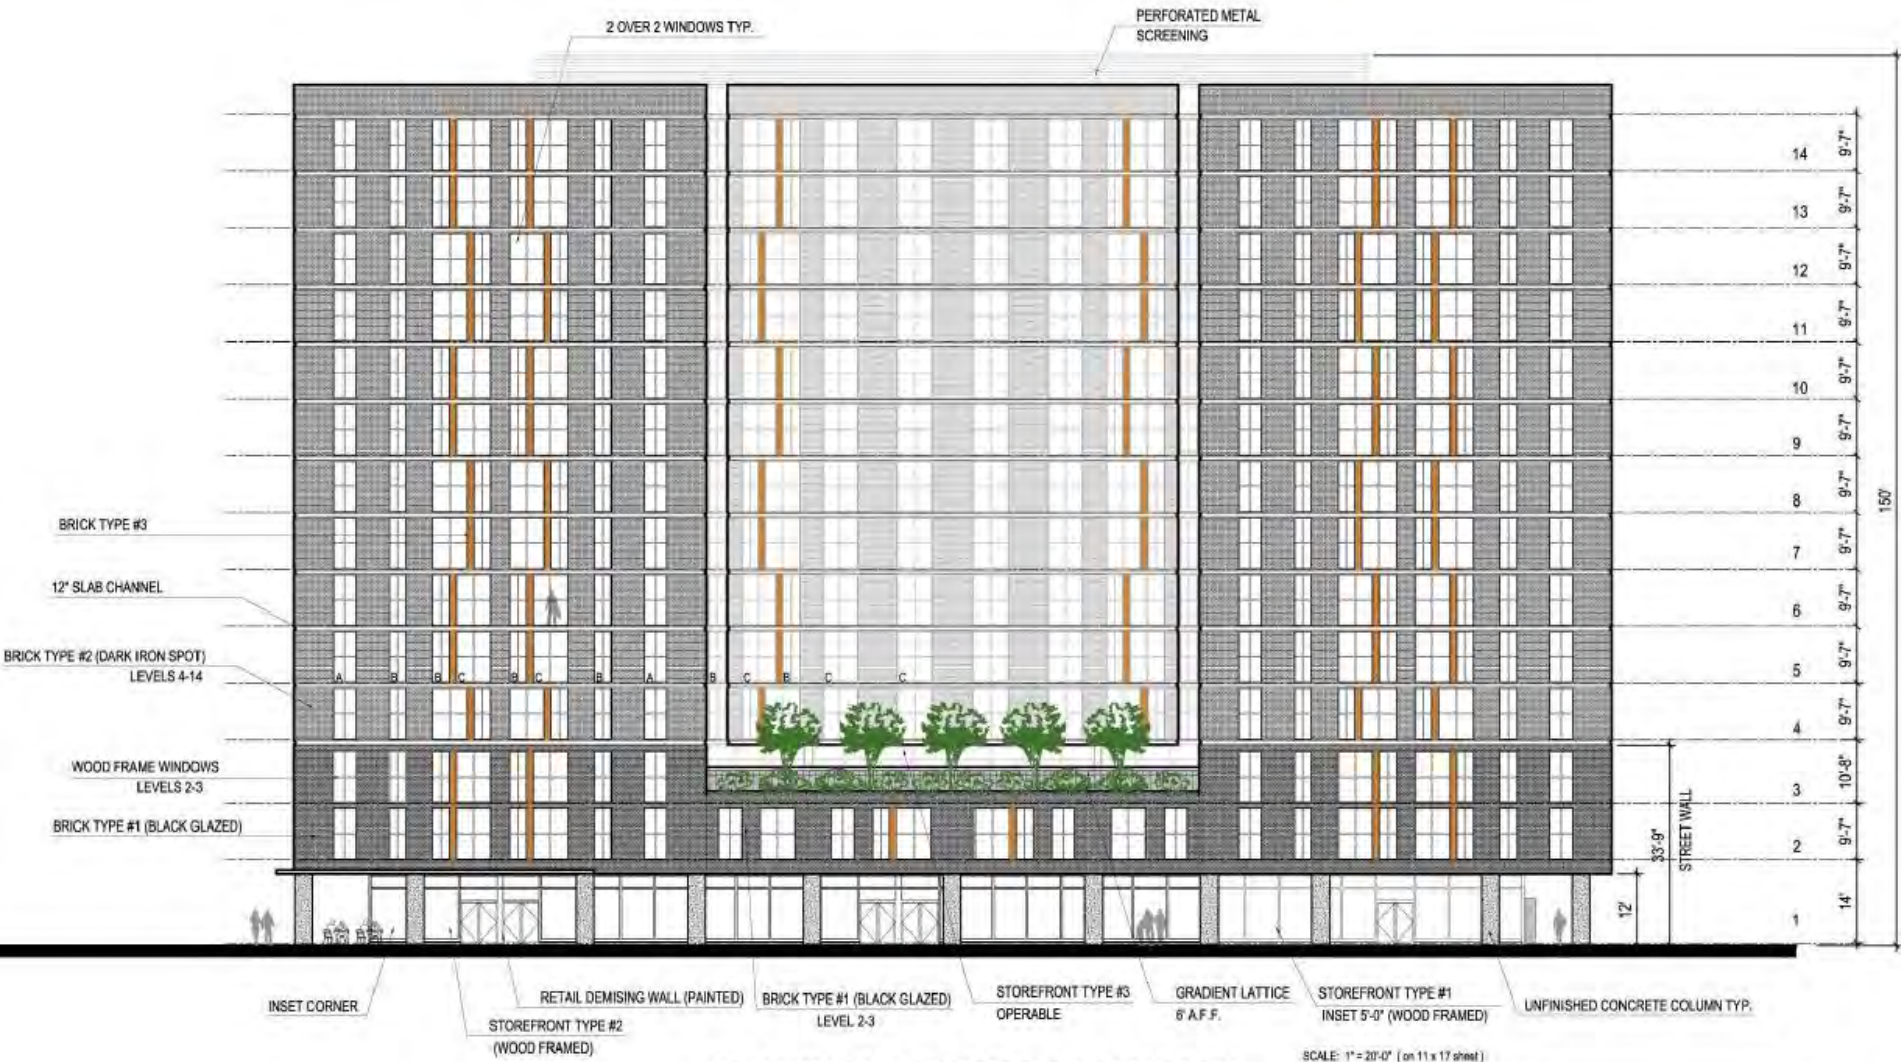 2 OVER 2 WINDOWS TYP.
PERFORATED METAL
SCREENING
14
9'-7"
13
9'-7"
12
9'-7"
11
9'-7"
10
9'-7"
9
9'-7"
8
9'-7"
7
9'-7"
6
9'-7"
5
9'-7"
4
9'-7"
3
10'-8"
2
9'-7"
1
14'
150'
33'-9"
STREET WALL
12'
BRICK TYPE #3
12" SLAB CHANNEL
BRICK TYPE #2 (DARK IRON SPOT)
LEVELS 4-14
A B B C B C B A B C B C C
WOOD FRAME WINDOWS
LEVELS 2-3
BRICK TYPE #1 (BLACK GLAZED)
INSET CORNER
STOREFRONT TYPE #2
(WOOD FRAMED)
RETAIL DEMISING WALL (PAINTED)
BRICK TYPE #1 (BLACK GLAZED)
LEVEL 2-3
STOREFRONT TYPE #3
OPERABLE
GRADIENT LATTICE
6' A.F.F.
STOREFRONT TYPE #1
INSET 5'-0" (WOOD FRAMED)
UNFINISHED CONCRETE COLUMN TYP.
SCALE: 1" = 20'-0" ( on 11 x 17 sheet )